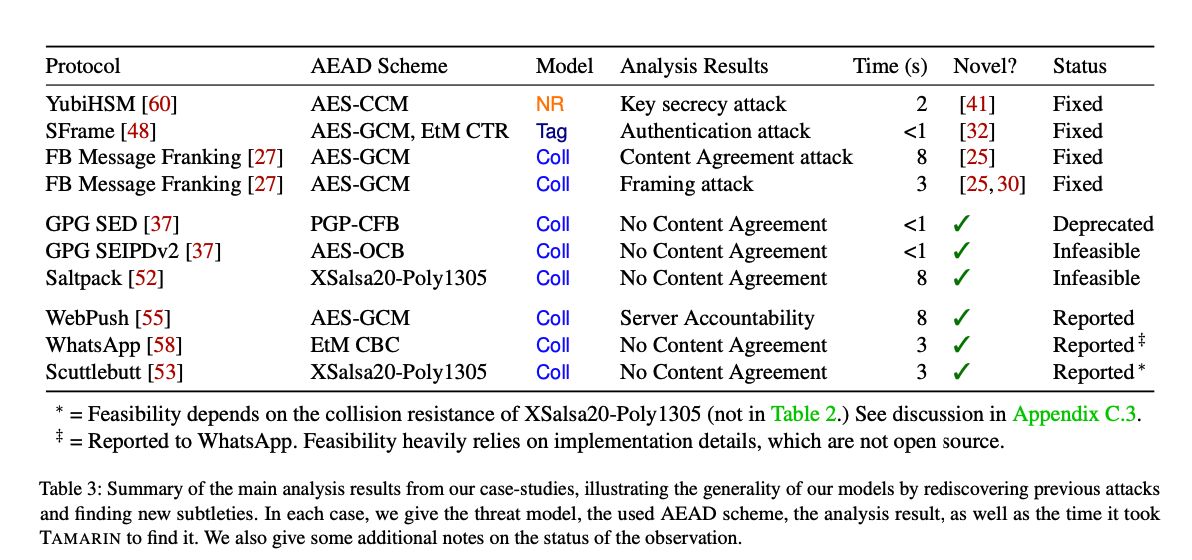 Protocol AEAD Scheme Model Analysis Results Time (s) Novel? Status
YubiHSM [60] AES-CCM NR Key secrecy attack 2 [41] Fixed
SFrame [48] AES-GCM, EtM CTR Tag Authentication attack <1 [32] Fixed
FB Message Franking [27] AES-GCM Coll Content Agreement attack 8 [25] Fixed
FB Message Franking [27] AES-GCM Coll Framing attack 3 [25, 30] Fixed
GPG SED [37] PGP-CFB Coll No Content Agreement <1 ✓ Deprecated
GPG SEIPDv2 [37] AES-OCB Coll No Content Agreement <1 ✓ Infeasible
Saltpack [52] XSalsa20-Poly1305 Coll No Content Agreement 8 ✓ Infeasible
WebPush [55] AES-GCM Coll Server Accountability 8 ✓ Reported
WhatsApp [58] EtM CBC Coll No Content Agreement 3 ✓ Reported ‡
Scuttlebutt [53] XSalsa20-Poly1305 Coll No Content Agreement 3 ✓ Reported *
* = Feasibility depends on the collision resistance of XSalsa20-Poly1305 (not in Table 2.) See discussion in Appendix C.3.
‡ = Reported to WhatsApp. Feasibility heavily relies on implementation details, which are not open source.
Table 3: Summary of the main analysis results from our case-studies, illustrating the generality of our models by rediscovering previous attacks
and finding new subtleties. In each case, we give the threat model, the used AEAD scheme, the analysis result, as well as the time it took
TAMARIN to find it. We also give some additional notes on the status of the observation.